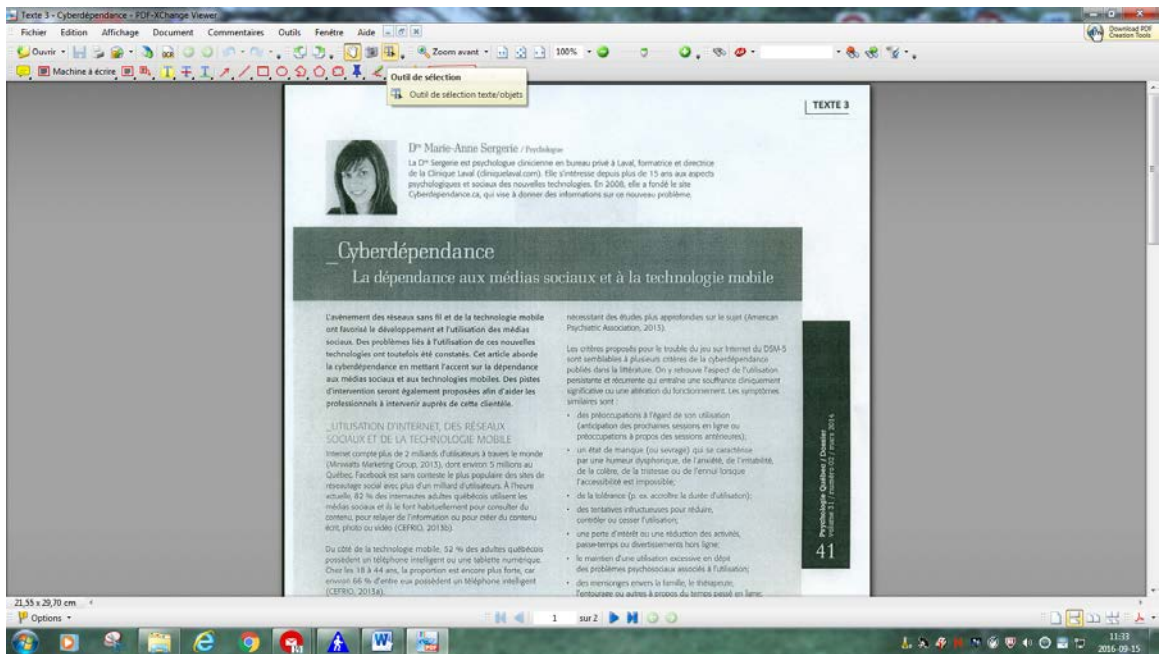 Texte 3 - Cyberdépendance - PDF-XChange Viewer
Fichier Edition Affichage Document Commentaires Outils Fenêtre Aide
Download PDF
Creation Tools
Ouvrir OCR Zoom avant 100%
Machine à écrire
Outil de sélection
Outil de sélection texte/objets
TEXTE 3
Dre Marie-Anne Sergerie / Psychologue
La Dre Sergerie est psychologue clinicienne en bureau privé à Laval, formatrice et directrice
de la Clinique Laval (cliniquelaval.com). Elle s'intéresse depuis plus de 15 ans aux aspects
psychologiques et sociaux des nouvelles technologies. En 2008, elle a fondé le site
Cyberdependance.ca, qui vise à donner des informations sur ce nouveau problème.
_Cyberdépendance
La dépendance aux médias sociaux et à la technologie mobile
L'avènement des réseaux sans fil et de la technologie mobile
ont favorisé le développement et l'utilisation des médias
sociaux. Des problèmes liés à l'utilisation de ces nouvelles
technologies ont toutefois été constatés. Cet article aborde
la cyberdépendance en mettant l'accent sur la dépendance
aux médias sociaux et aux technologies mobiles. Des pistes
d'intervention seront également proposées afin d'aider les
professionnels à intervenir auprès de cette clientèle.
_UTILISATION D'INTERNET, DES RÉSEAUX
SOCIAUX ET DE LA TECHNOLOGIE MOBILE
Internet compte plus de 2 milliards d'utilisateurs à travers le monde
(Miniwatts Marketing Group, 2013), dont environ 5 millions au
Québec. Facebook est sans conteste le plus populaire des sites de
réseautage social avec plus d'un milliard d'utilisateurs. À l'heure
actuelle, 82 % des internautes adultes québécois utilisent les
médias sociaux et ils le font habituellement pour consulter du
contenu, pour relayer de l'information ou pour créer du contenu
écrit, photo ou vidéo (CEFRIO, 2013b).
Du côté de la technologie mobile, 52 % des adultes québécois
possèdent un téléphone intelligent ou une tablette numérique.
Chez les 18 à 44 ans, la proportion est encore plus forte, car
environ 66 % d'entre eux possèdent un téléphone intelligent
(CEFRIO, 2013a).
nécessitant des études plus approfondies sur le sujet (American
Psychiatric Association, 2013).
Les critères proposés pour le trouble du jeu sur Internet du DSM-5
sont semblables à plusieurs critères de la cyberdépendance
publiés dans la littérature. On y retrouve l'aspect de l'utilisation
persistante et récurrente qui entraîne une souffrance cliniquement
significative ou une altération du fonctionnement. Les symptômes
similaires sont :
• des préoccupations à l'égard de son utilisation
(anticipation des prochaines sessions en ligne ou
préoccupations à propos des sessions antérieures);
• un état de manque (ou sevrage) qui se caractérise
par une humeur dysphorique, de l'anxiété, de l'irritabilité,
de la colère, de la tristesse ou de l'ennui lorsque
l'accessibilité est impossible;
• de la tolérance (p. ex. accroître la durée d'utilisation);
• des tentatives infructueuses pour réduire,
contrôler ou cesser l'utilisation;
• une perte d'intérêt ou une réduction des activités,
passe-temps ou divertissements hors ligne;
• le maintien d'une utilisation excessive en dépit
des problèmes psychosociaux associés à l'utilisation;
• des mensonges envers la famille, le thérapeute,
l'entourage ou autres à propos du temps passé en ligne;
Psychologie Québec / Dossier
volume 31 / numéro 02 / mars 2014
41
21,55 x 29,70 cm
Options 1 sur 2
11:33
2016-09-15